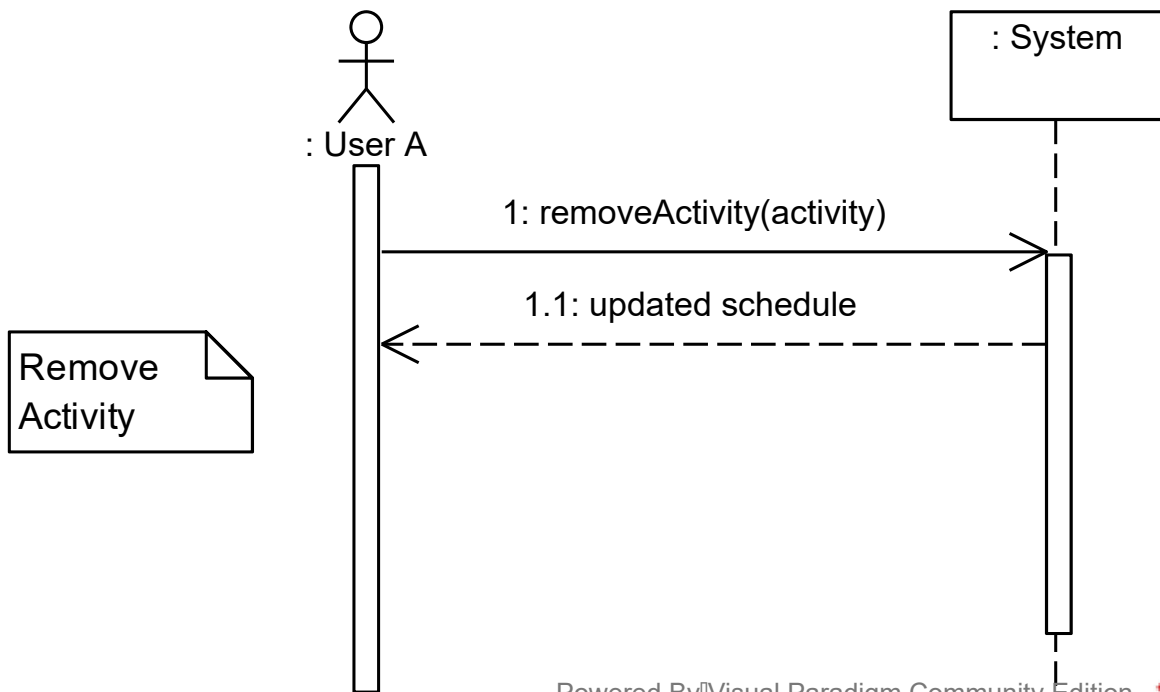 : System
: User A
1: removeActivity(activity)
1.1: updated schedule
Remove
Activity
Powered By Visual Paradigm Community Edition